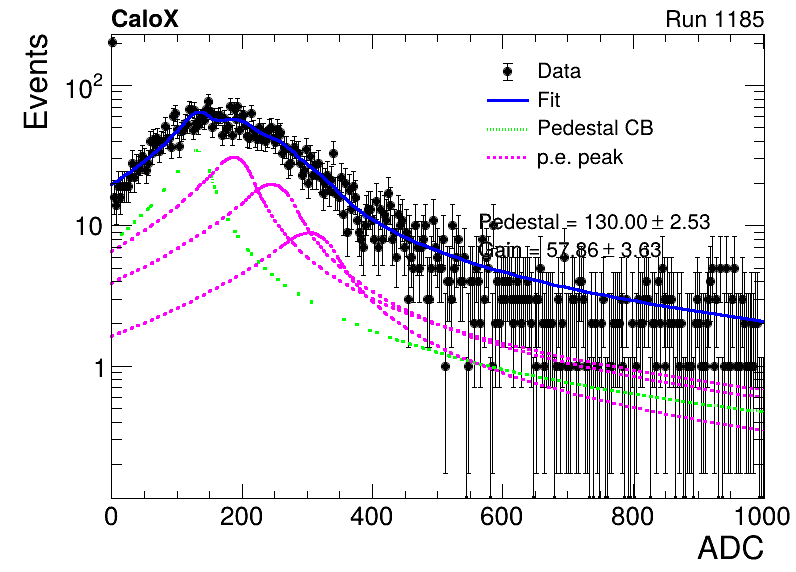 CaloX Run 1185
Events
10²
10
1
Data
Fit
Pedestal CB
p.e. peak
Pedestal = 130.00 ± 2.53
Gain = 57.86 ± 3.63
0 200 400 600 800 1000
ADC